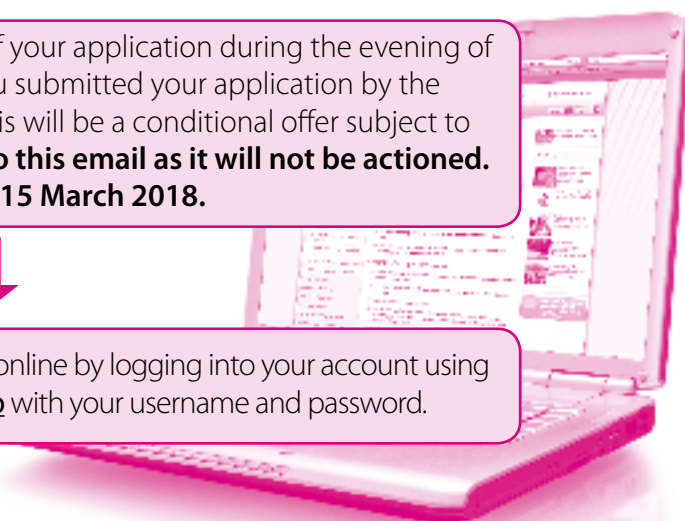 f your application during the evening of
u submitted your application by the
is will be a conditional offer subject to
o this email as it will not be actioned.
15 March 2018.
online by logging into your account using
p with your username and password.